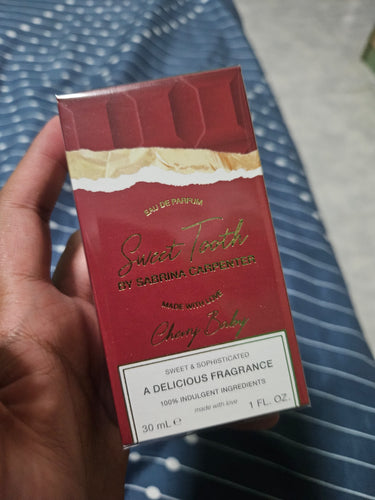 EAU DE PARFUM
Sweet Tooth
BY SABRINA CARPENTER
MADE WITH LOVE
Cherry Baby
SWEET & SOPHISTICATED
A DELICIOUS FRAGRANCE
100% INDULGENT INGREDIENTS
made with love
30 mL ℮
1 FL. OZ.